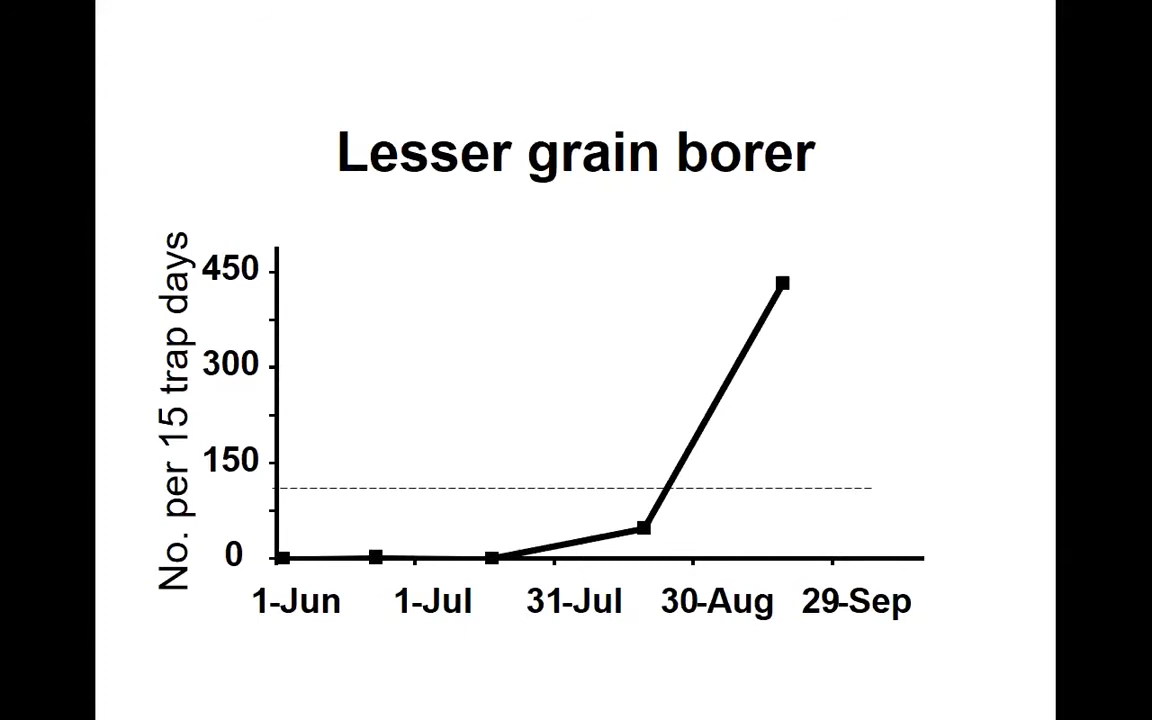 Lesser grain borer
No. per 15 trap days
450
300
150
0
1-Jun 1-Jul 31-Jul 30-Aug 29-Sep